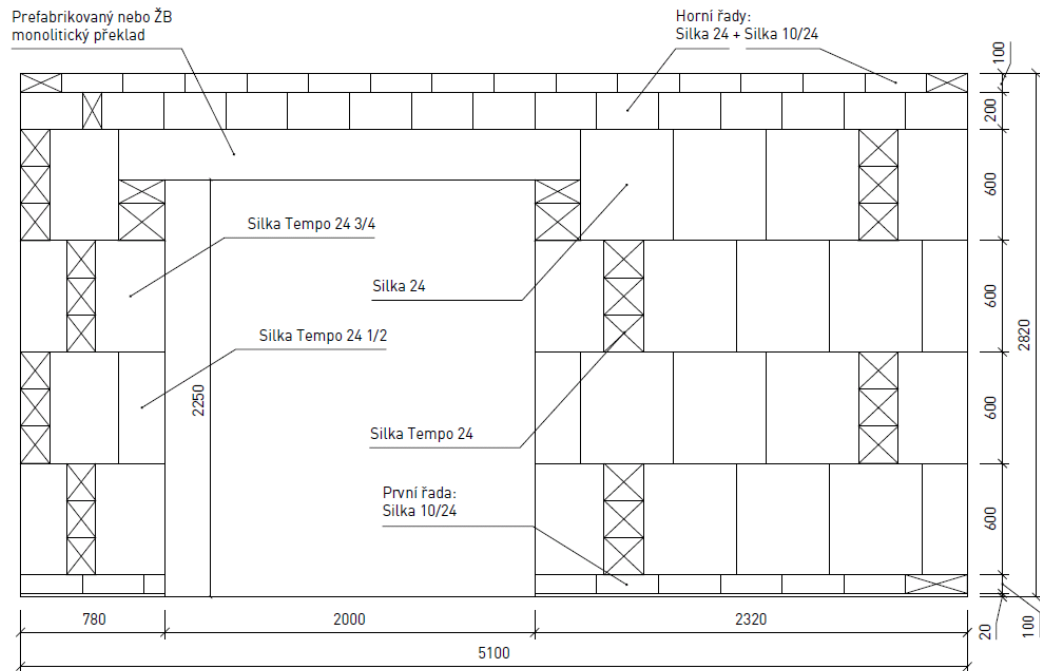 Prefabrikovaný nebo ŽB
monolitický překlad
Horní řady:
Silka 24 + Silka 10/24
100
200
600
Silka Tempo 24 3/4
Silka 24
600
2820
Silka Tempo 24 1/2
2250
600
Silka Tempo 24
První řada:
Silka 10/24
600
780
2000
2320
20
100
5100